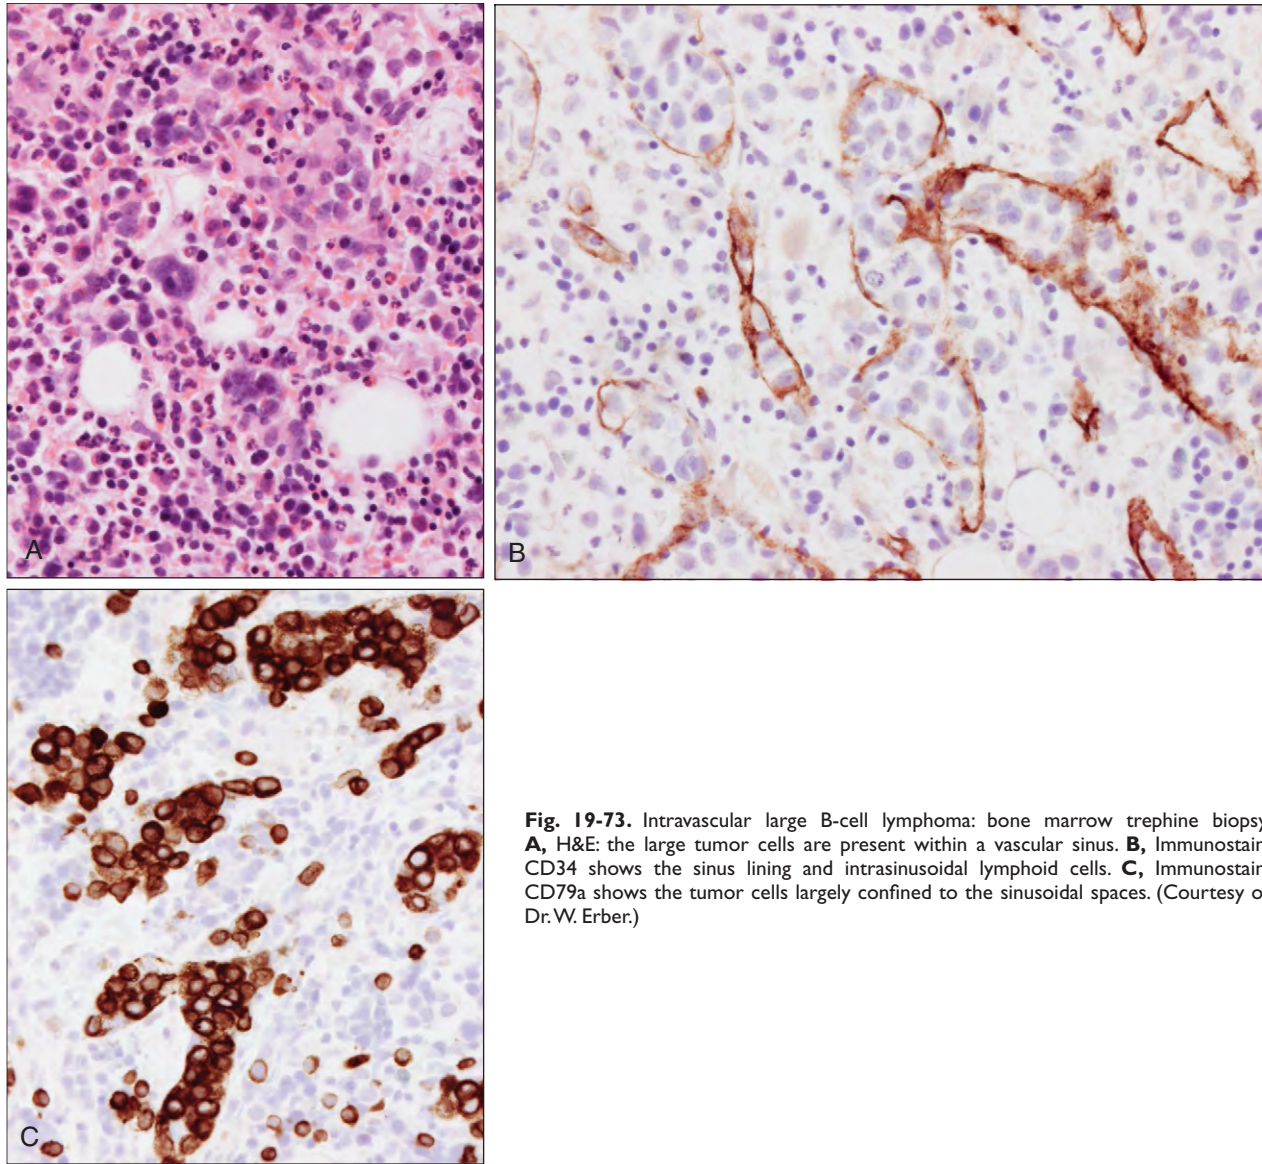 A
B
C
Fig. 19-73. Intravascular large B-cell lymphoma: bone marrow trephine biopsy
A, H&E: the large tumor cells are present within a vascular sinus. B, Immunostain
CD34 shows the sinus lining and intrasinusoidal lymphoid cells. C, Immunostain
CD79a shows the tumor cells largely confined to the sinusoidal spaces. (Courtesy o
Dr. W. Erber.)